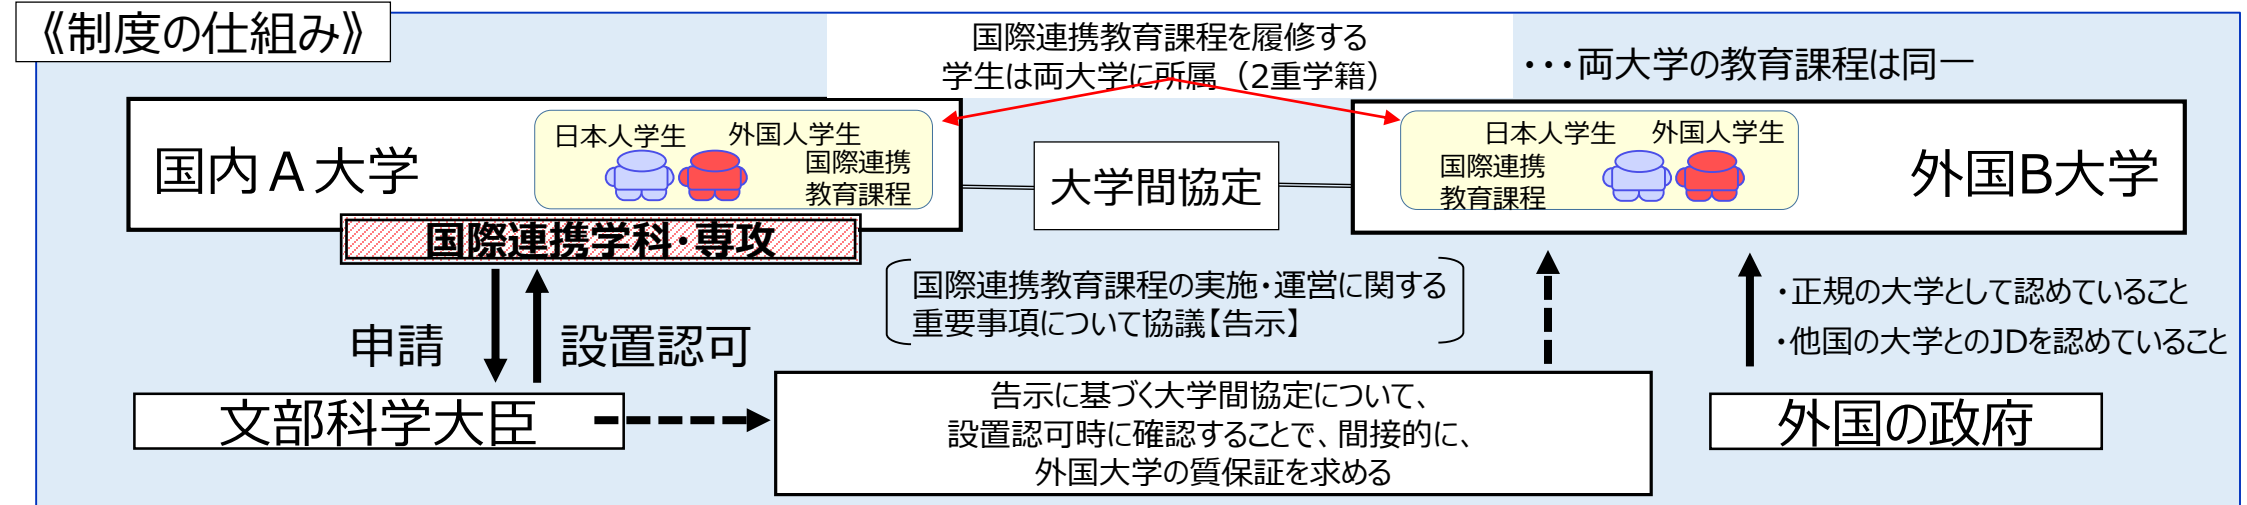 《制度の仕組み》
国際連携教育課程を履修する
学生は両大学に所属（2重学籍）
・・・両大学の教育課程は同一
国内Ａ大学
日本人学生
外国人学生
国際連携
教育課程
国際連携学科・専攻
大学間協定
日本人学生
外国人学生
国際連携
教育課程
外国B大学
国際連携教育課程の実施・運営に関する
重要事項について協議【告示】
・正規の大学として認めていること
・他国の大学とのJDを認めていること
申請
設置認可
文部科学大臣
告示に基づく大学間協定について、
設置認可時に確認することで、間接的に、
外国大学の質保証を求める
外国の政府